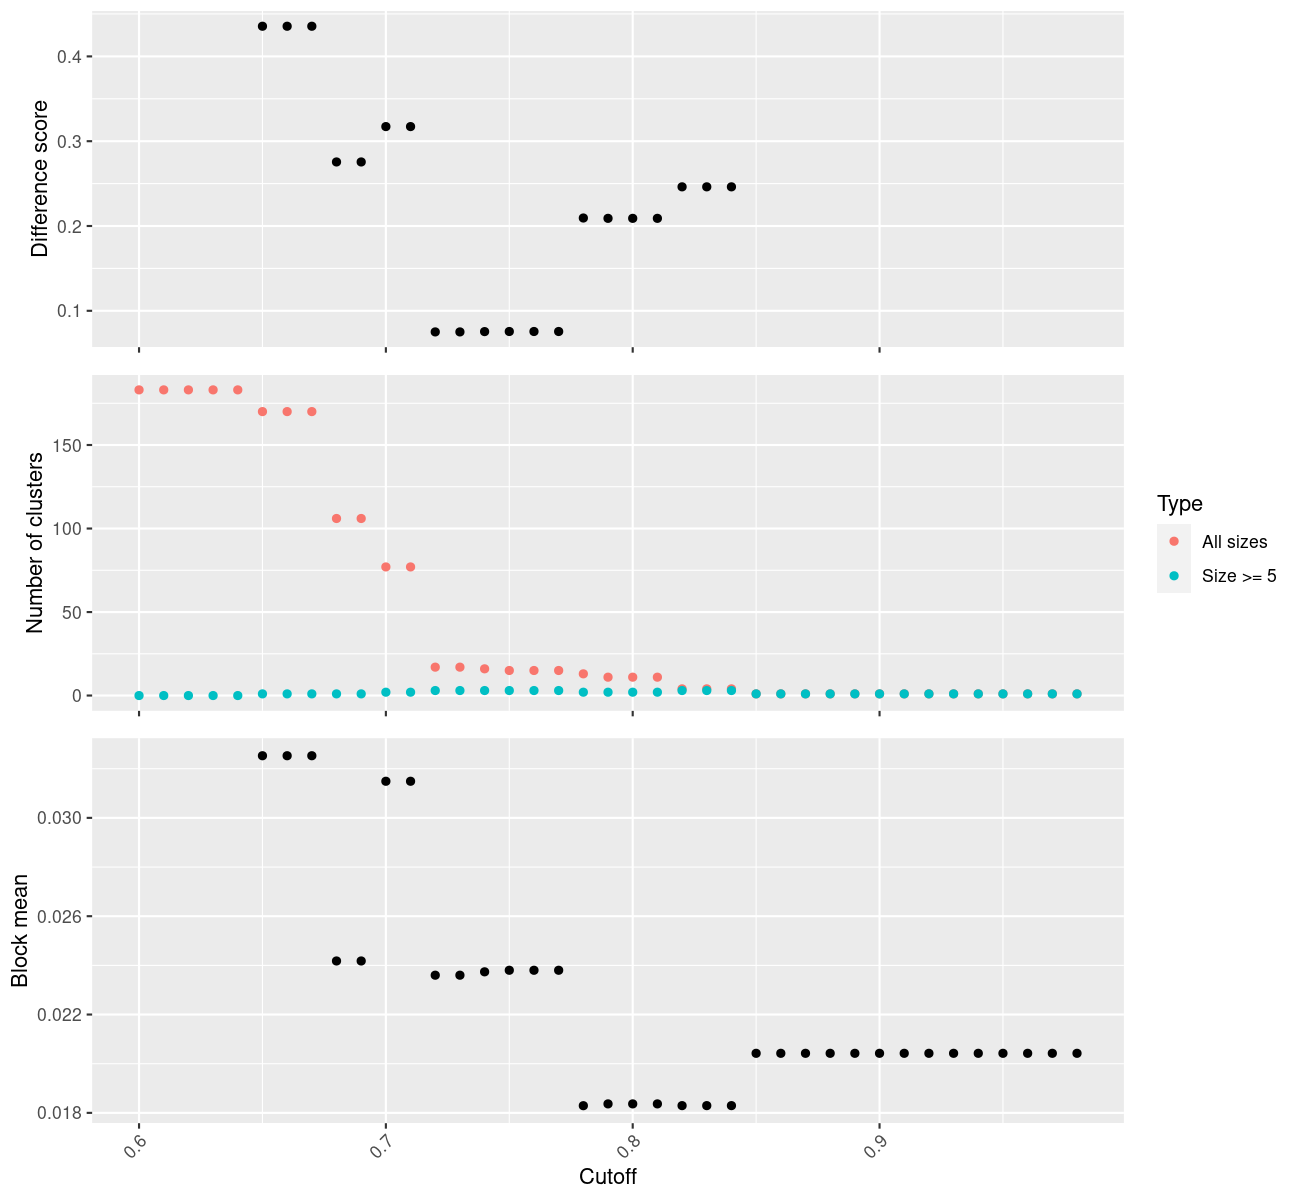 0.4
0.3
0.2
0.1
Difference score
150
100
50
0
Number of clusters
Type
All sizes
Size >= 5
0.030
0.026
0.022
0.018
Block mean
0.6
0.7
0.8
0.9
Cutoff